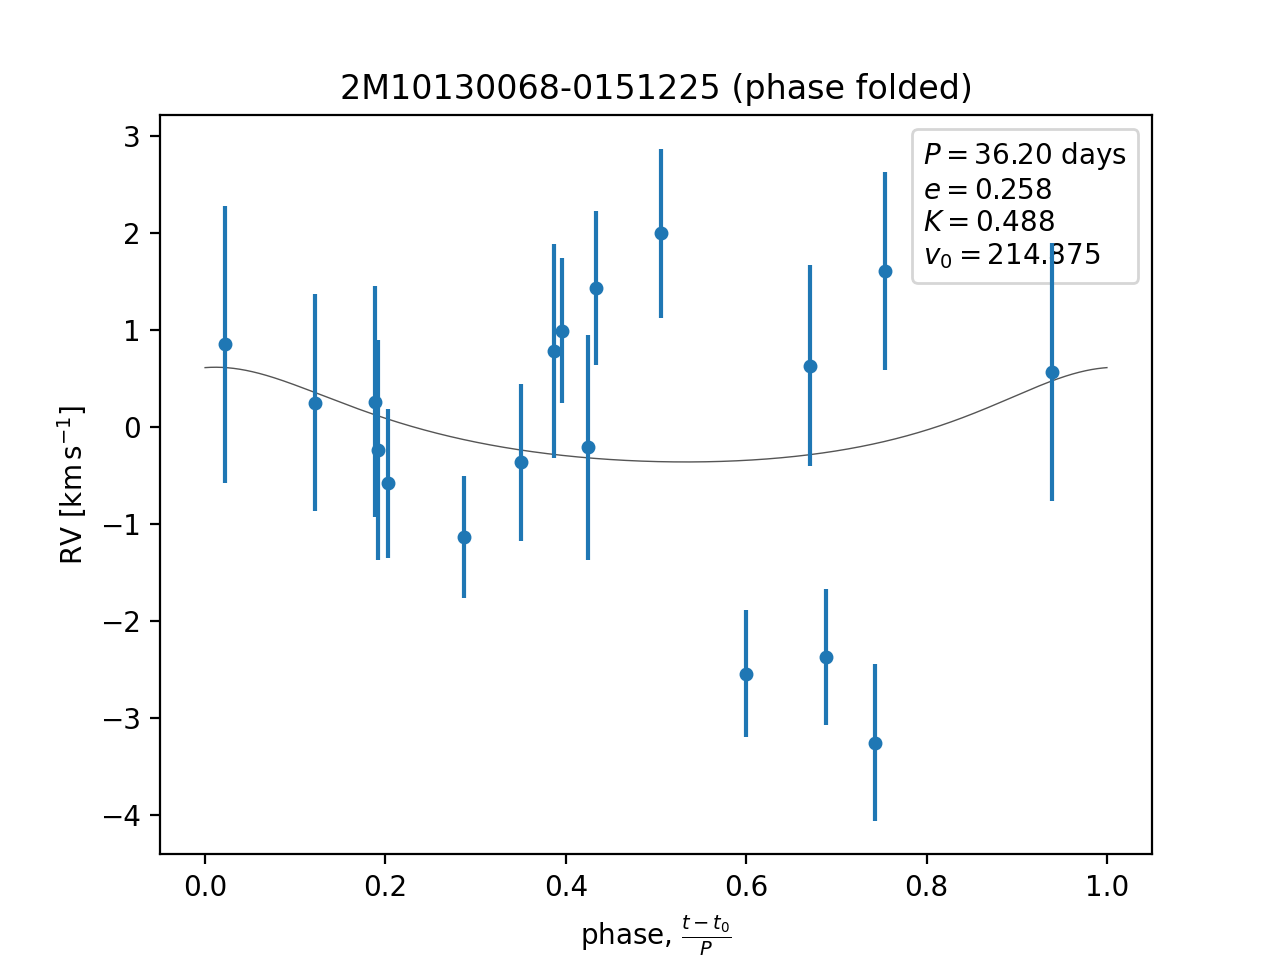 2M10130068-0151225 (phase folded)
3
2
1
0
−1
−2
−3
−4
RV [km s⁻¹]
P = 36.20 days
e = 0.258
K = 0.488
v₀ = 214.875
0.0 0.2 0.4 0.6 0.8 1.0
phase, (t − t₀)/P